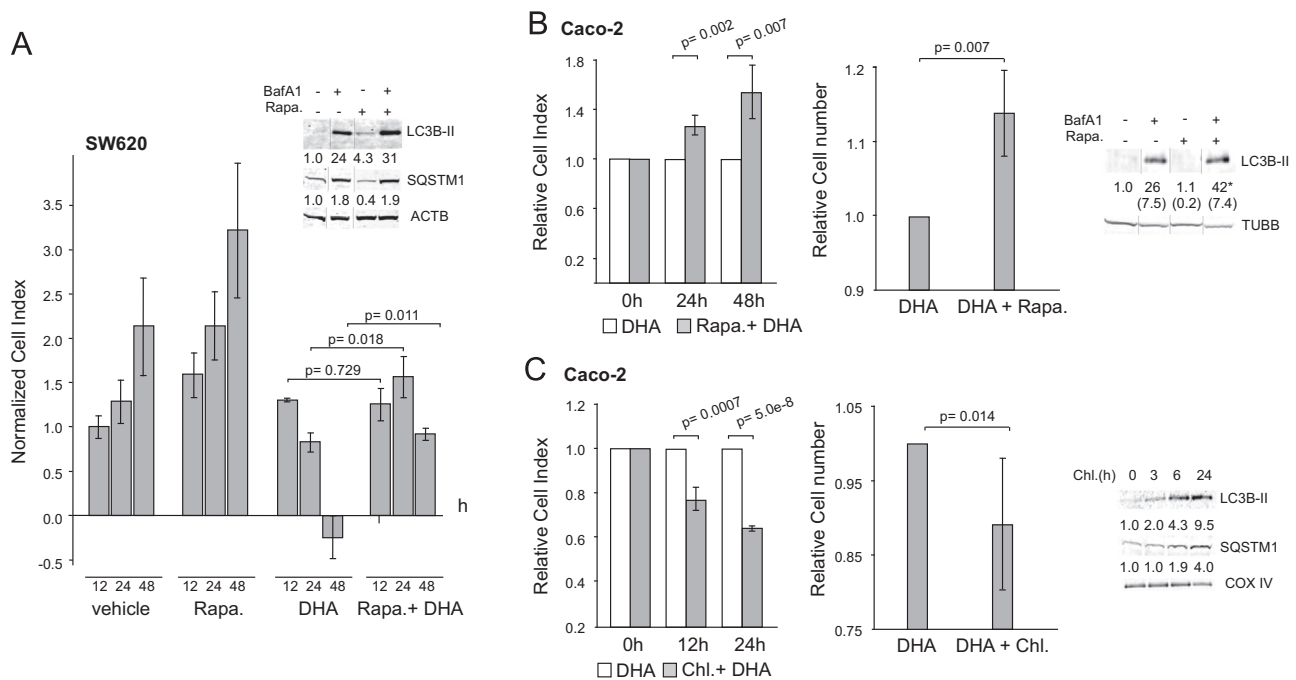 A
SW620
BafA1 - + - +
Rapa. - - + +
LC3B-II
1.0 24 4.3 31
SQSTM1
1.0 1.8 0.4 1.9
ACTB
Normalized Cell Index
3.5
3.0
2.5
2.0
1.5
1.0
0.5
0.0
-0.5
p= 0.011
p= 0.018
p= 0.729
h
12 24 48 12 24 48 12 24 48 12 24 48
vehicle Rapa. DHA Rapa.+ DHA
B
Caco-2
p= 0.002 p= 0.007
Relative Cell Index
1.8
1.4
1.0
0.6
0.2
0h 24h 48h
DHA Rapa.+ DHA
p= 0.007
Relative Cell number
1.2
1.1
1.0
0.9
DHA DHA + Rapa.
BafA1 - + - +
Rapa. - - + +
LC3B-II
1.0 26 1.1 42*
(7.5) (0.2) (7.4)
TUBB
C
Caco-2
p= 0.0007 p= 5.0e-8
Relative Cell Index
1.2
1.0
0.8
0.6
0.4
0.2
0h 12h 24h
DHA Chl.+ DHA
p= 0.014
Relative Cell number
1.05
0.95
0.85
0.75
DHA DHA + Chl.
Chl.(h) 0 3 6 24
LC3B-II
1.0 2.0 4.3 9.5
SQSTM1
1.0 1.0 1.9 4.0
COX IV